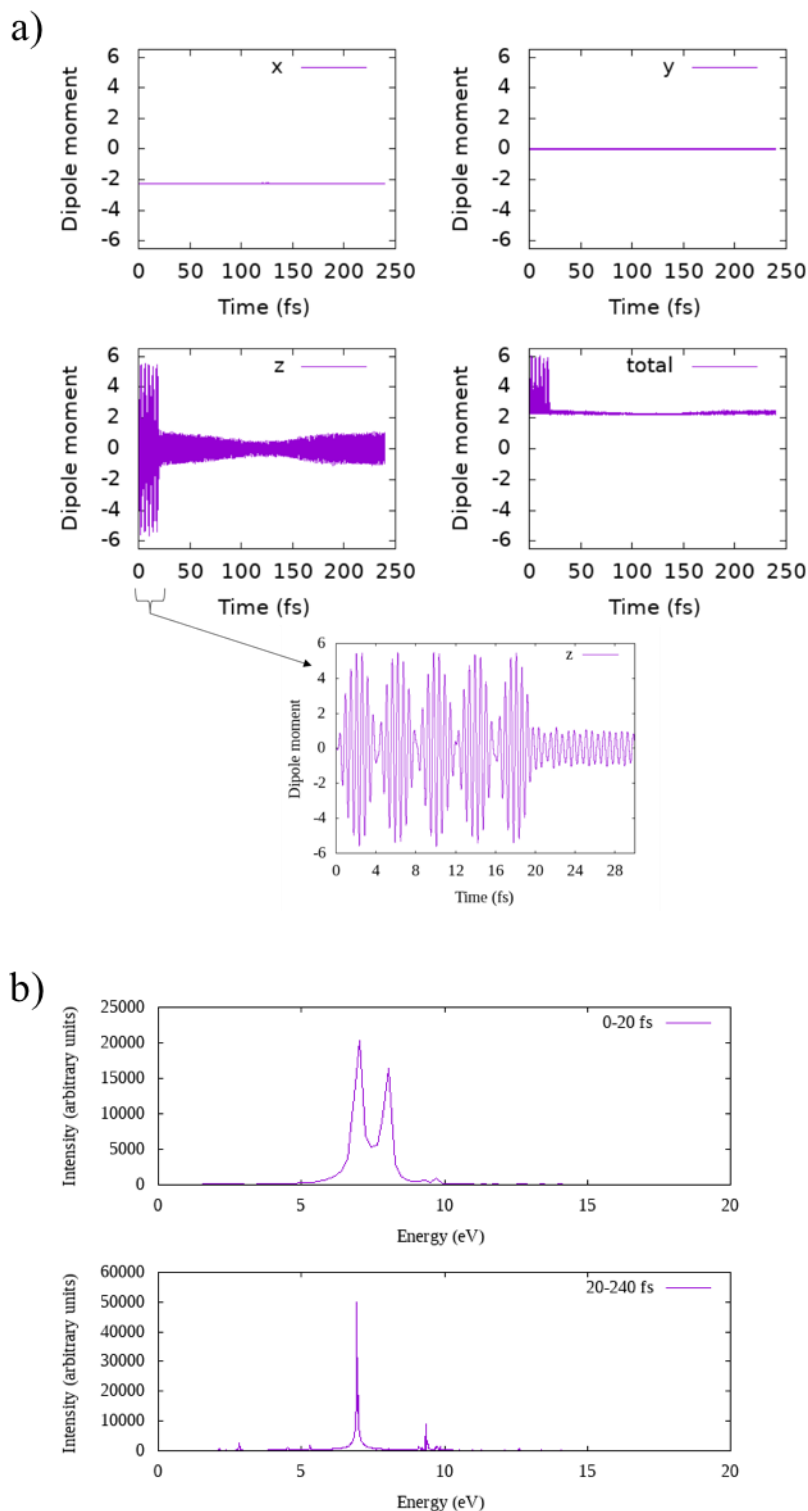 a)
6
4
2
0
-2
-4
-6
Dipole moment
x
0 50 100 150 200 250
Time (fs)
6
4
2
0
-2
-4
-6
Dipole moment
y
0 50 100 150 200 250
Time (fs)
6
4
2
0
-2
-4
-6
Dipole moment
z
0 50 100 150 200 250
Time (fs)
6
4
2
0
-2
-4
-6
Dipole moment
total
0 50 100 150 200 250
Time (fs)
6
4
2
0
-2
-4
-6
Dipole moment
z
0 4 8 12 16 20 24 28
Time (fs)
b)
25000
20000
15000
10000
5000
0
Intensity (arbitrary units)
0-20 fs
0 5 10 15 20
Energy (eV)
60000
50000
40000
30000
20000
10000
0
Intensity (arbitrary units)
20-240 fs
0 5 10 15 20
Energy (eV)